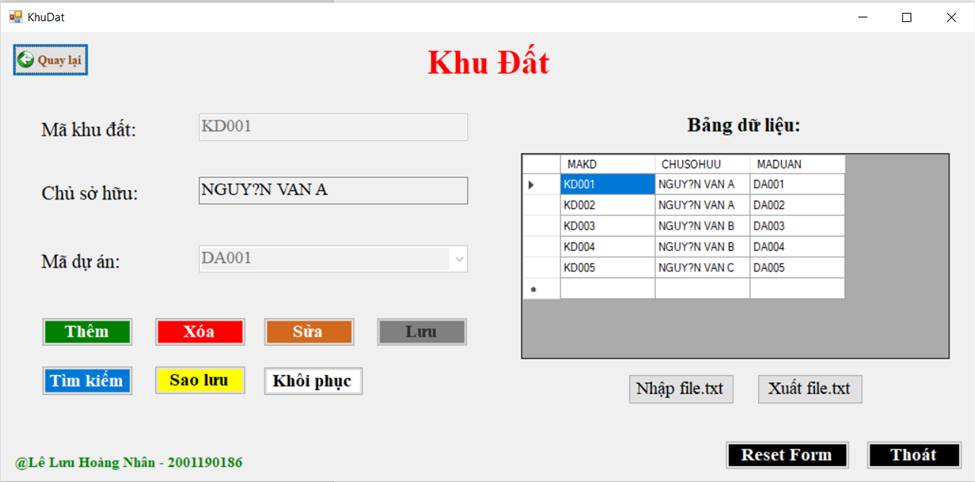 KhuDat
Quay lại
Khu Đất
Mã khu đất:
KD001
Chủ sở hữu:
NGUY?N VAN A
Mã dự án:
DA001
Thêm
Xóa
Sửa
Lưu
Tìm kiếm
Sao lưu
Khôi phục
Bảng dữ liệu:
MAKD CHUSOHUU MADUAN
KD001 NGUY?N VAN A DA001
KD002 NGUY?N VAN A DA002
KD003 NGUY?N VAN B DA003
KD004 NGUY?N VAN B DA004
KD005 NGUY?N VAN C DA005
Nhập file.txt
Xuất file.txt
@Lê Lưu Hoàng Nhân - 2001190186
Reset Form
Thoát